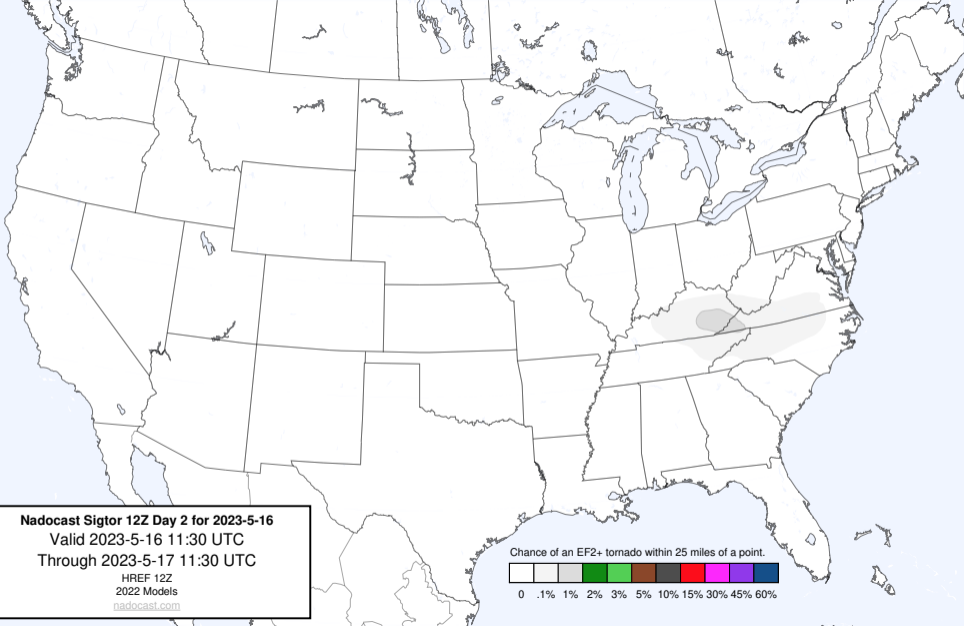 Nadocast Sigtor 12Z Day 2 for 2023-5-16
Valid 2023-5-16 11:30 UTC
Through 2023-5-17 11:30 UTC
HREF 12Z
2022 Models
nadocast.com
Chance of an EF2+ tornado within 25 miles of a point.
0 .1% 1% 2% 3% 5% 10% 15% 30% 45% 60%